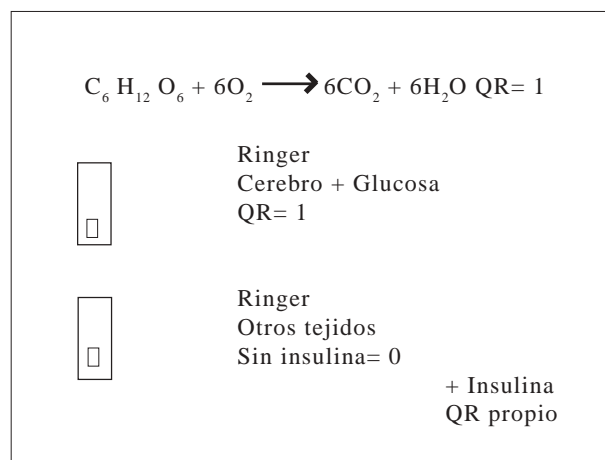 C₆ H₁₂ O₆ + 6O₂ ⟶ 6CO₂ + 6H₂O QR= 1
Ringer
Cerebro + Glucosa
QR= 1
Ringer
Otros tejidos
Sin insulina= 0
+ Insulina
QR propio